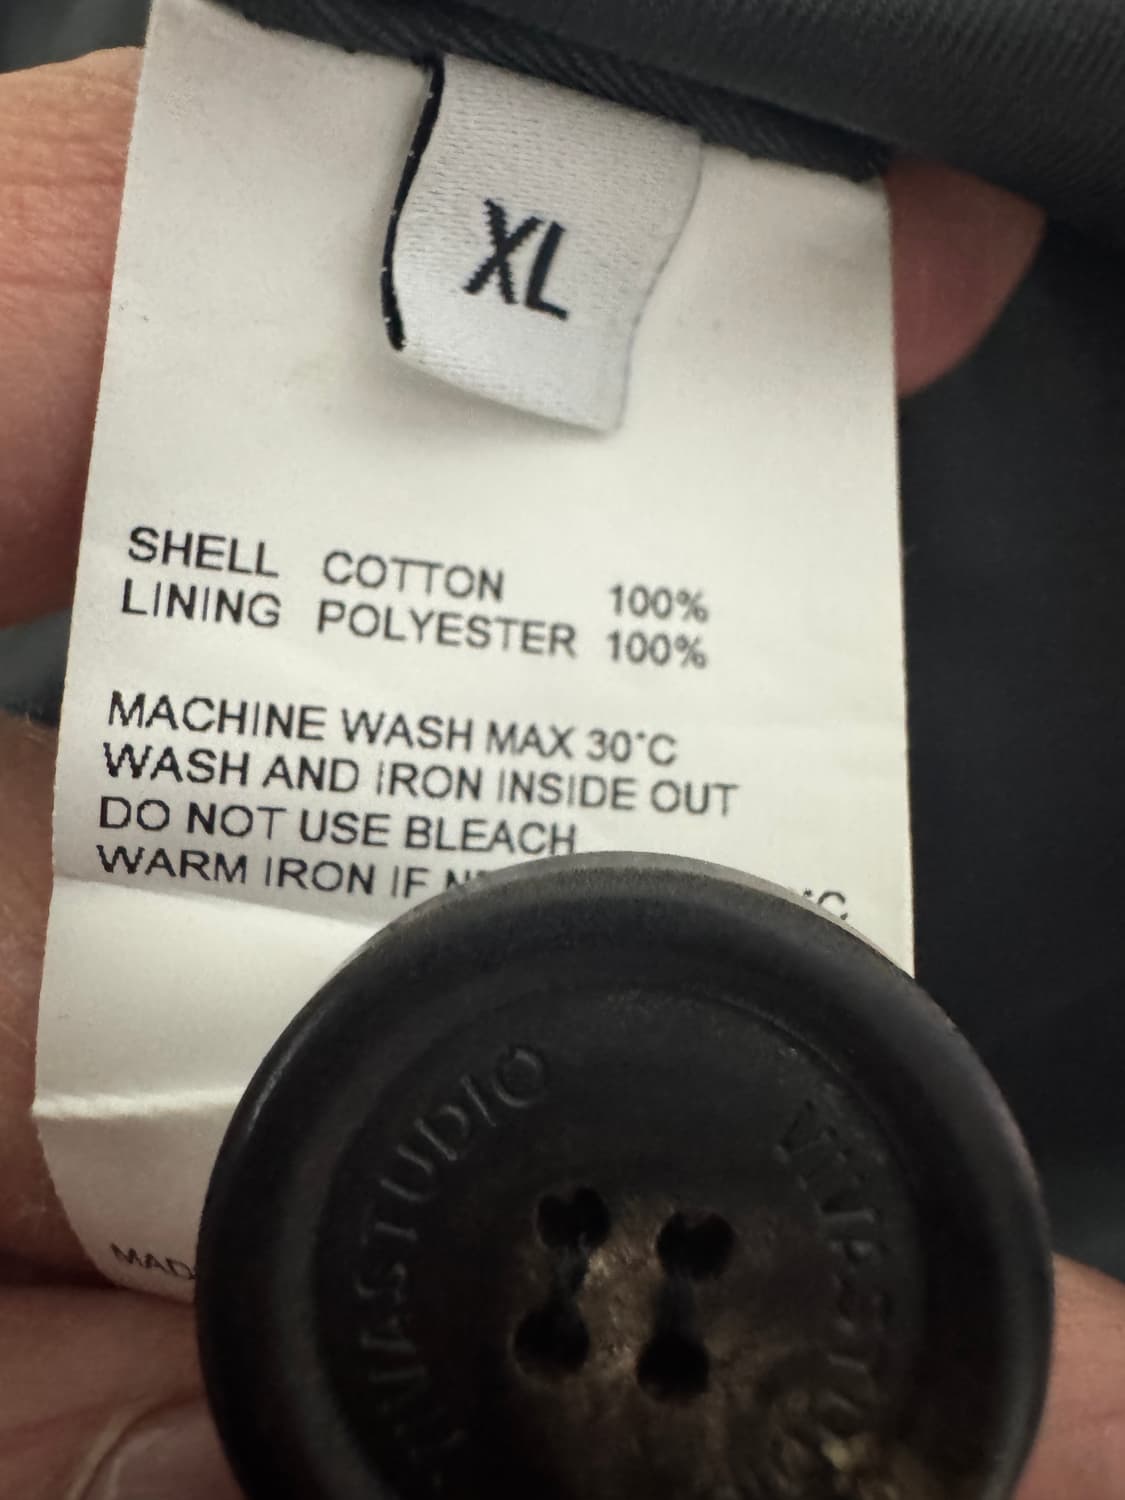 XL
SHELL COTTON 100%
LINING POLYESTER 100%
MACHINE WASH MAX 30°C
WASH AND IRON INSIDE OUT
DO NOT USE BLEACH
WARM IRON IF
°C
STUDIO